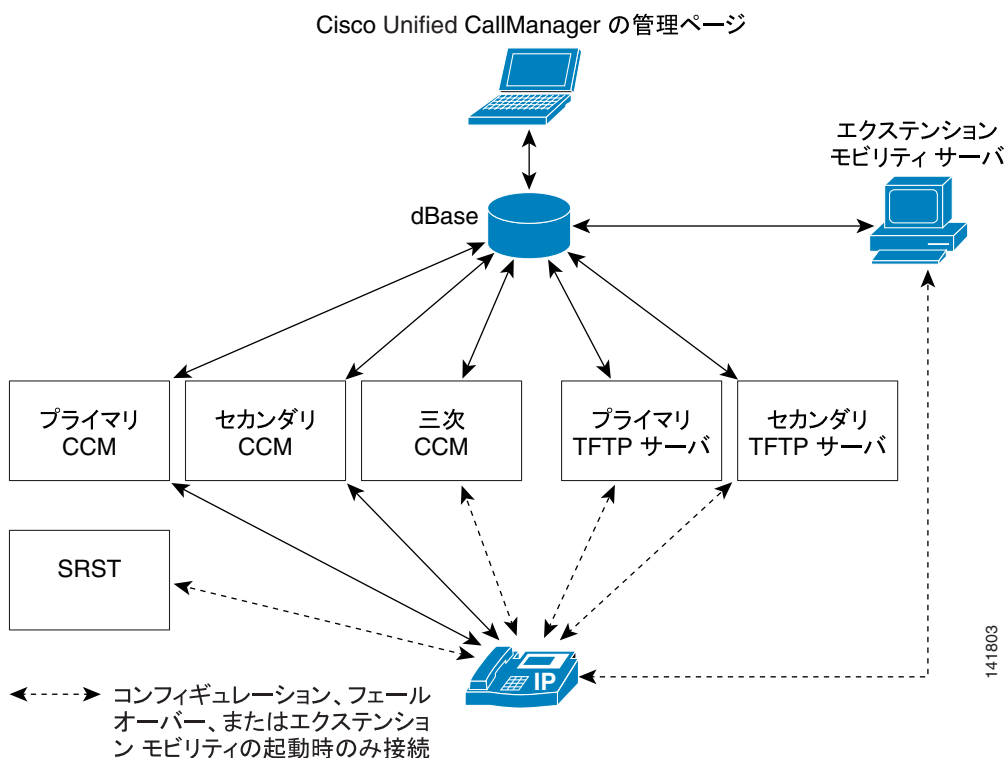 Cisco Unified CallManager の管理ページ
エクステンション
モビリティ サーバ
dBase
プライマリ
CCM
セカンダリ
CCM
三次
CCM
プライマリ
TFTP サーバ
セカンダリ
TFTP サーバ
SRST
IP
141803
コンフィギュレーション、フェール
オーバー、またはエクステンショ
ン モビリティの起動時のみ接続